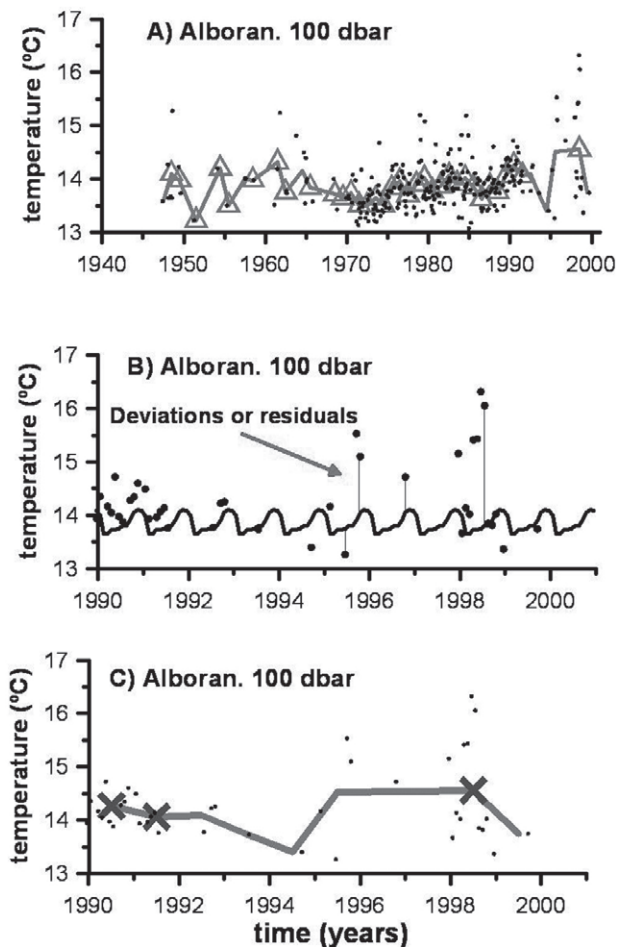 A) Alboran. 100 dbar
temperature (ºC)
17
16
15
14
13
1940 1950 1960 1970 1980 1990 2000
B) Alboran. 100 dbar
Deviations or residuals
temperature (ºC)
17
16
15
14
13
1990 1992 1994 1996 1998 2000
C) Alboran. 100 dbar
temperature (ºC)
17
16
15
14
13
1990 1992 1994 1996 1998 2000
time (years)